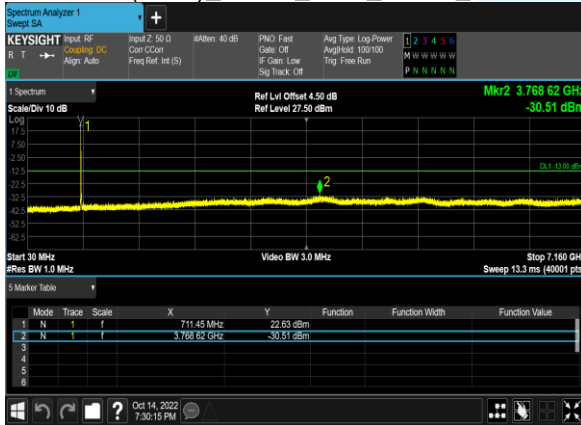 Spectrum Analyzer 1
Swept SA
+
KEYSIGHT Input: RF Input Z: 50 Ω #Atten: 40 dB PNO: Fast Avg Type: Log-Power 1 2 3 4 5 6
R T Coupling: DC Corr CCorr Gate: Off Avg|Hold: 100/100 M W W W W W
Align: Auto Freq Ref: Int (S) IF Gain: Low Trig: Free Run
Sig Track: Off P N N N N N
1 Spectrum Ref Lvl Offset 4.50 dB Mkr2 3.768 62 GHz
Scale/Div 10 dB Ref Level 27.50 dBm -30.51 dBm
Log
17.5
7.50
-2.50
-12.5
-22.5
-32.5
-42.5
-52.5
-62.5
1
DL1 -13.00 dBm
2
Start 30 MHz Video BW 3.0 MHz Stop 7.160 GH
#Res BW 1.0 MHz Sweep 13.3 ms (40001 pts
5 Marker Table
Mode Trace Scale X Y Function Function Width Function Value
1 N 1 f 711.45 MHz 22.63 dBm
2 N 1 f 3.768 62 GHz -30.51 dBm
3
4
5
6
? Oct 14, 2022
7:30:15 PM